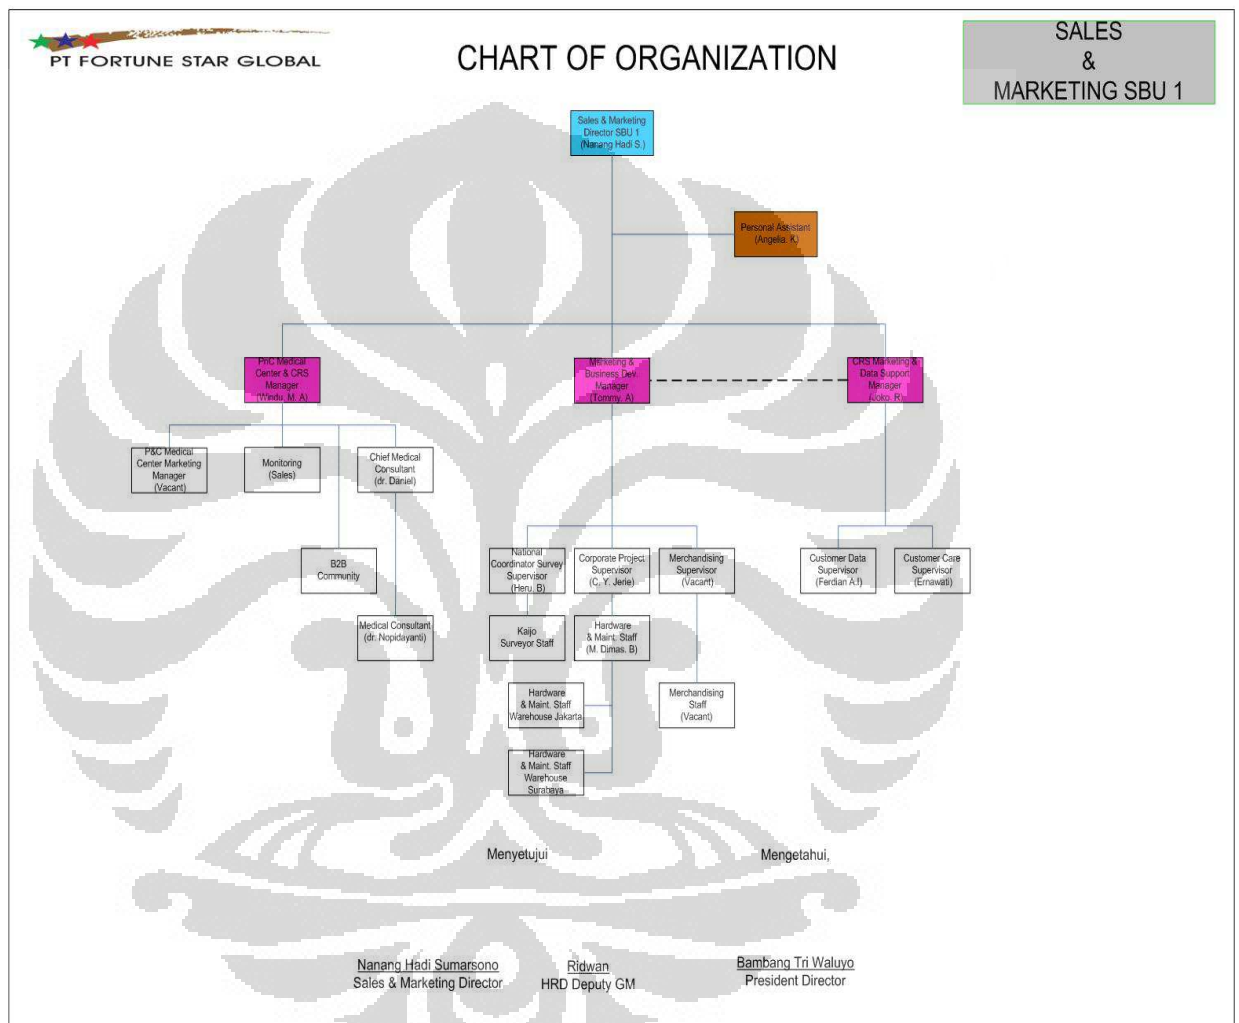 PT FORTUNE STAR GLOBAL
CHART OF ORGANIZATION
SALES
&
MARKETING SBU 1
Sales & Marketing
Director SBU 1
(Nanang Hadi S.)
Personal Assistant
(Angelia. K)
PnC Medical
Center & CRS
Manager
(Windu. M. A)
Marketing &
Business Dev.
Manager
(Tommy. A)
CRS Marketing &
Data Support
Manager
(Joko. R)
P&C Medical
Center Marketing
Manager
(Vacant)
Monitoring
(Sales)
Chief Medical
Consultant
(dr. Daniel)
B2B
Community
National
Coordinator Survey
Supervisor
(Heru. B)
Corporate Project
Supervisor
(C. Y. Jerie)
Merchandising
Supervisor
(Vacant)
Customer Data
Supervisor
(Ferdian A.I)
Customer Care
Supervisor
(Ernawati)
Medical Consultant
(dr. Nopidayanti)
Kaijo
Surveyor Staff
Hardware
& Maint. Staff
(M. Dimas. B)
Hardware
& Maint. Staff
Warehouse Jakarta
Merchandising
Staff
(Vacant)
Hardware
& Maint. Staff
Warehouse
Surabaya
Menyetujui
Mengetahui,
Nanang Hadi Sumarsono
Sales & Marketing Director
Ridwan
HRD Deputy GM
Bambang Tri Waluyo
President Director